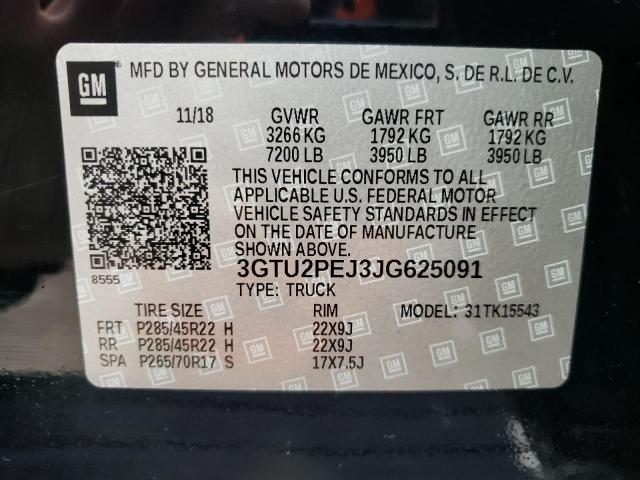 GM MFD BY GENERAL MOTORS DE MEXICO, S. DE R.L. DE C.V.
11/18 GVWR GAWR FRT GAWR RR
3266 KG 1792 KG 1792 KG
7200 LB 3950 LB 3950 LB
THIS VEHICLE CONFORMS TO ALL
APPLICABLE U.S. FEDERAL MOTOR
VEHICLE SAFETY STANDARDS IN EFFECT
ON THE DATE OF MANUFACTURE
SHOWN ABOVE.
3GTU2PEJ3JG625091
8555
TYPE: TRUCK
TIRE SIZE RIM MODEL: 31TK15543
FRT P285/45R22 H 22X9J
RR P285/45R22 H 22X9J
SPA P265/70R17 S 17X7.5J